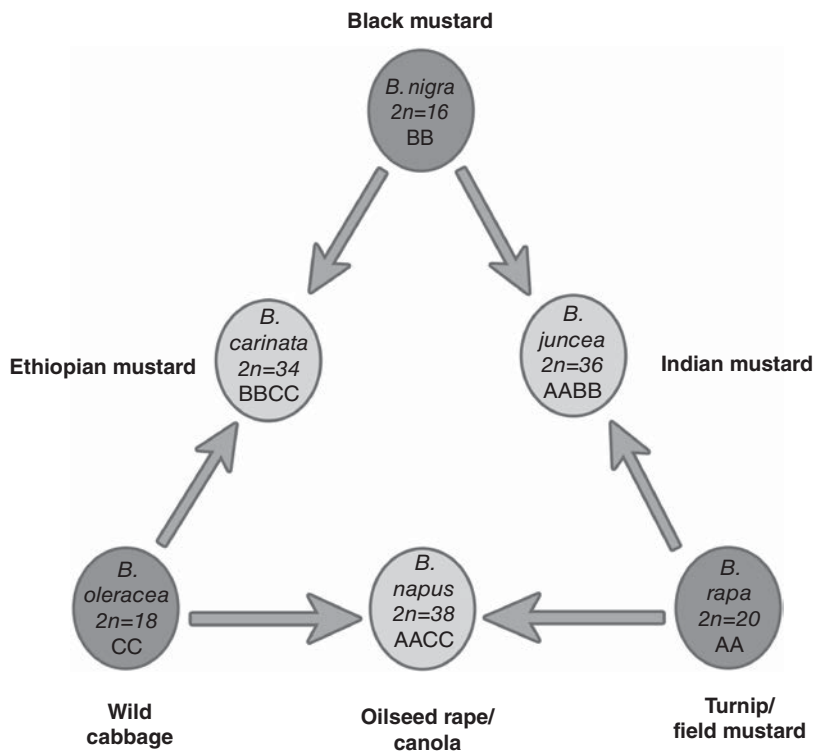 Black mustard
B. nigra
2n=16
BB
B.
carinata
2n=34
BBCC
Ethiopian mustard
B.
juncea
2n=36
AABB
Indian mustard
B.
oleracea
2n=18
CC
Wild
cabbage
B.
napus
2n=38
AACC
Oilseed rape/
canola
B.
rapa
2n=20
AA
Turnip/
field mustard